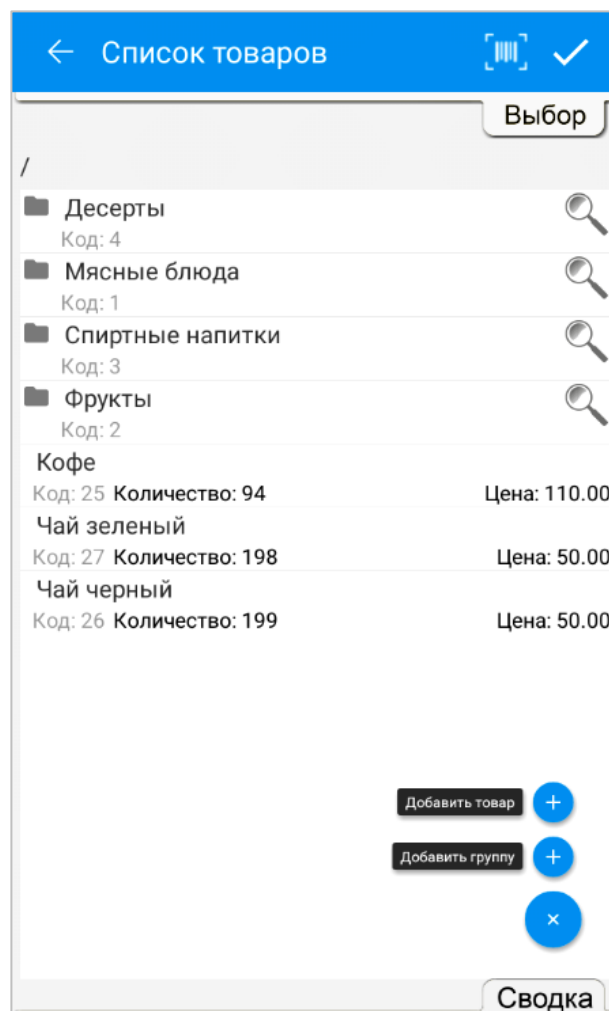 Список товаров
Выбор
/
Десерты
Код: 4
Мясные блюда
Код: 1
Спиртные напитки
Код: 3
Фрукты
Код: 2
Кофе
Код: 25 Количество: 94 Цена: 110.00
Чай зеленый
Код: 27 Количество: 198 Цена: 50.00
Чай черный
Код: 26 Количество: 199 Цена: 50.00
Добавить товар
Добавить группу
Сводка